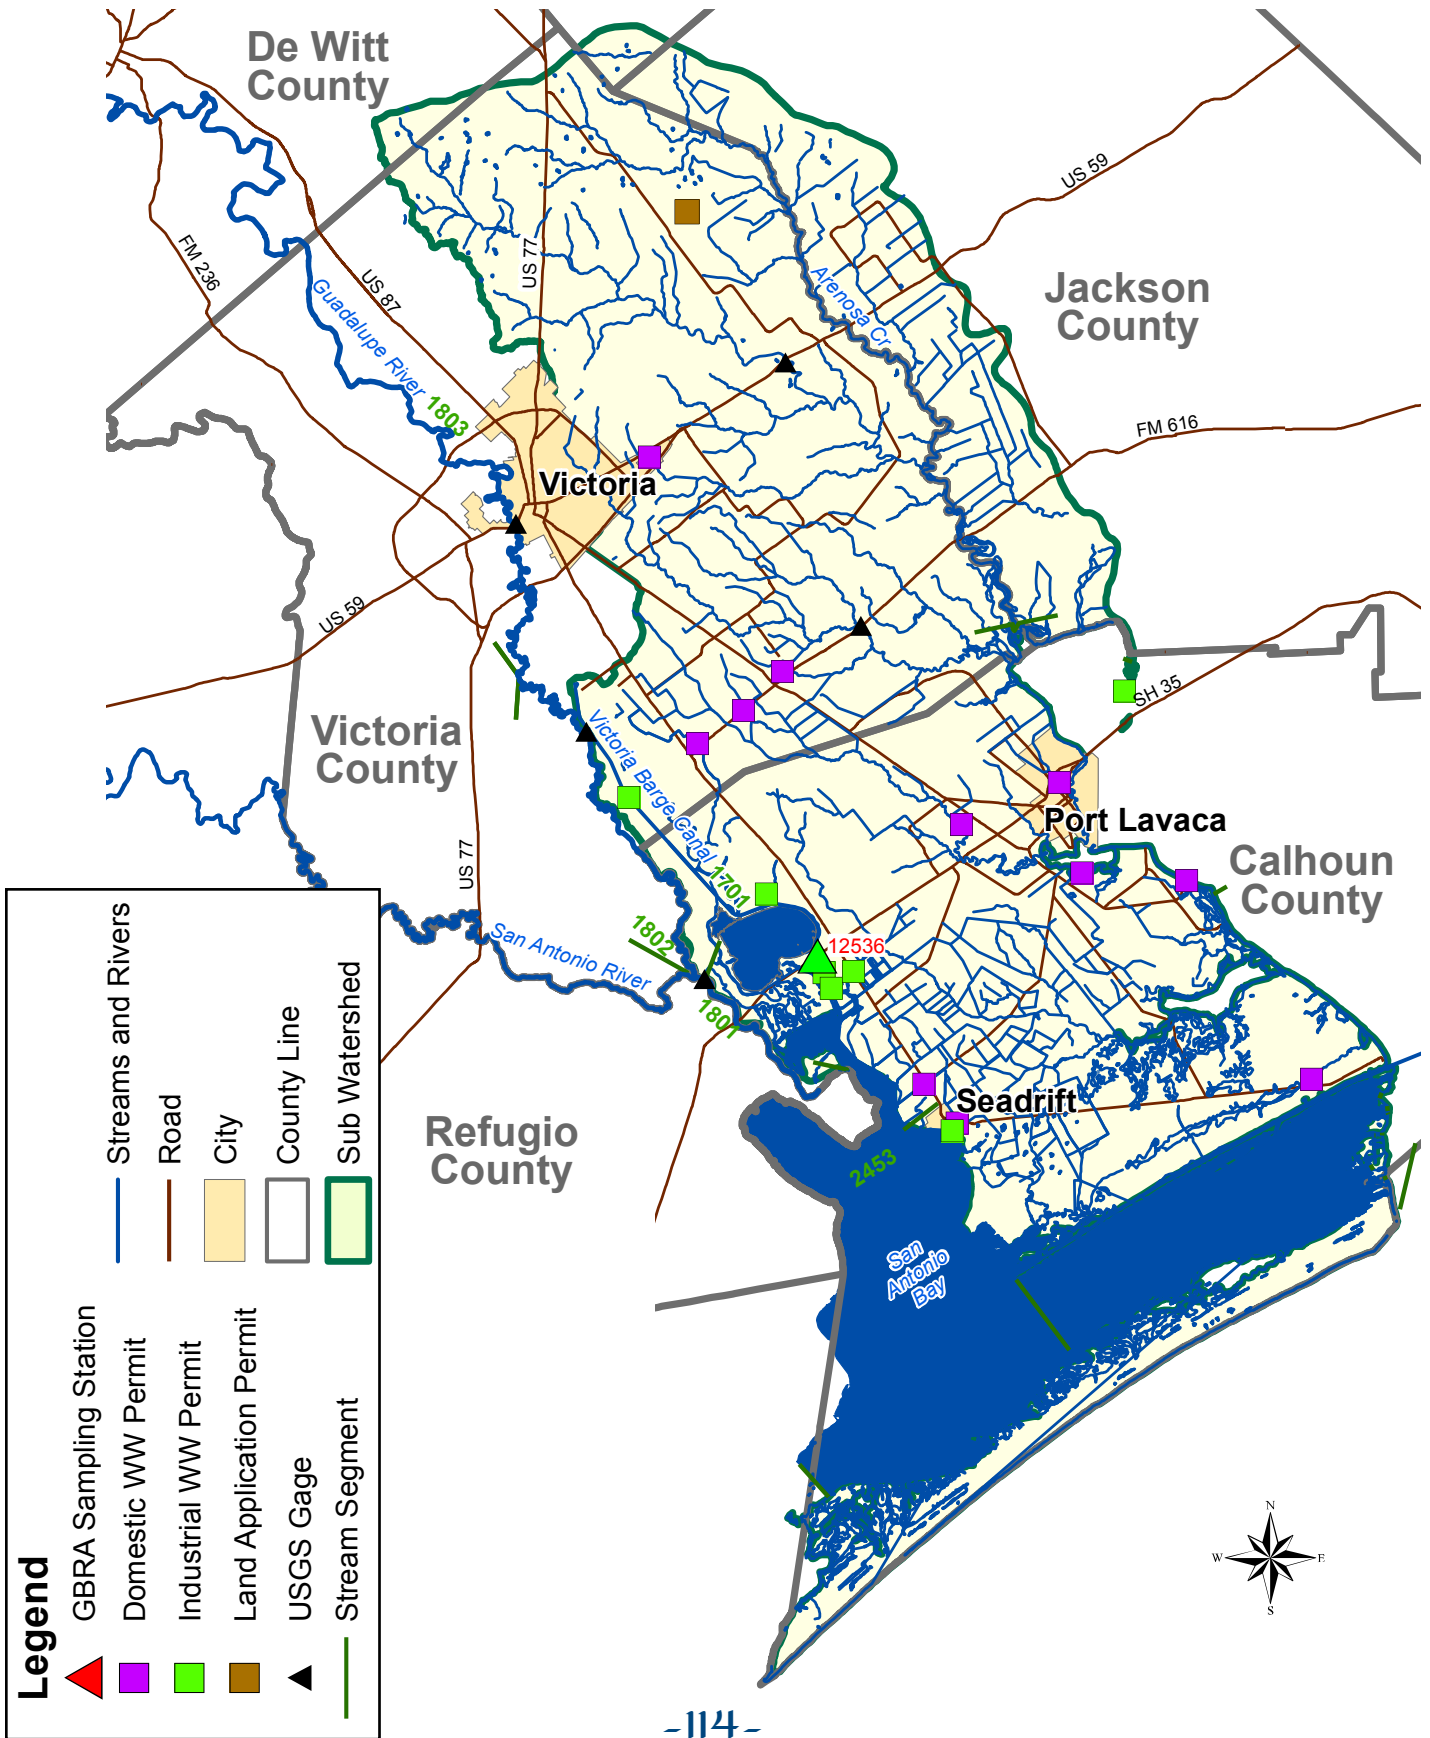 De Witt
County
US 59
FM 236
US 87
US 77
Guadalupe River
Arenosa Cr
Jackson
County
1803
FM 616
Victoria
US 59
SH 35
Victoria
County
Victoria Barge Canal
Port Lavaca
US 77
1701
Calhoun
County
San Antonio River
1802
12536
1801
Seadrift
Refugio
County
2453
San
Antonio
Bay
Legend
GBRA Sampling Station
Domestic WW Permit
Industrial WW Permit
Land Application Permit
USGS Gage
Stream Segment
Streams and Rivers
Road
City
County Line
Sub Watershed
N
W
E
S
-114-